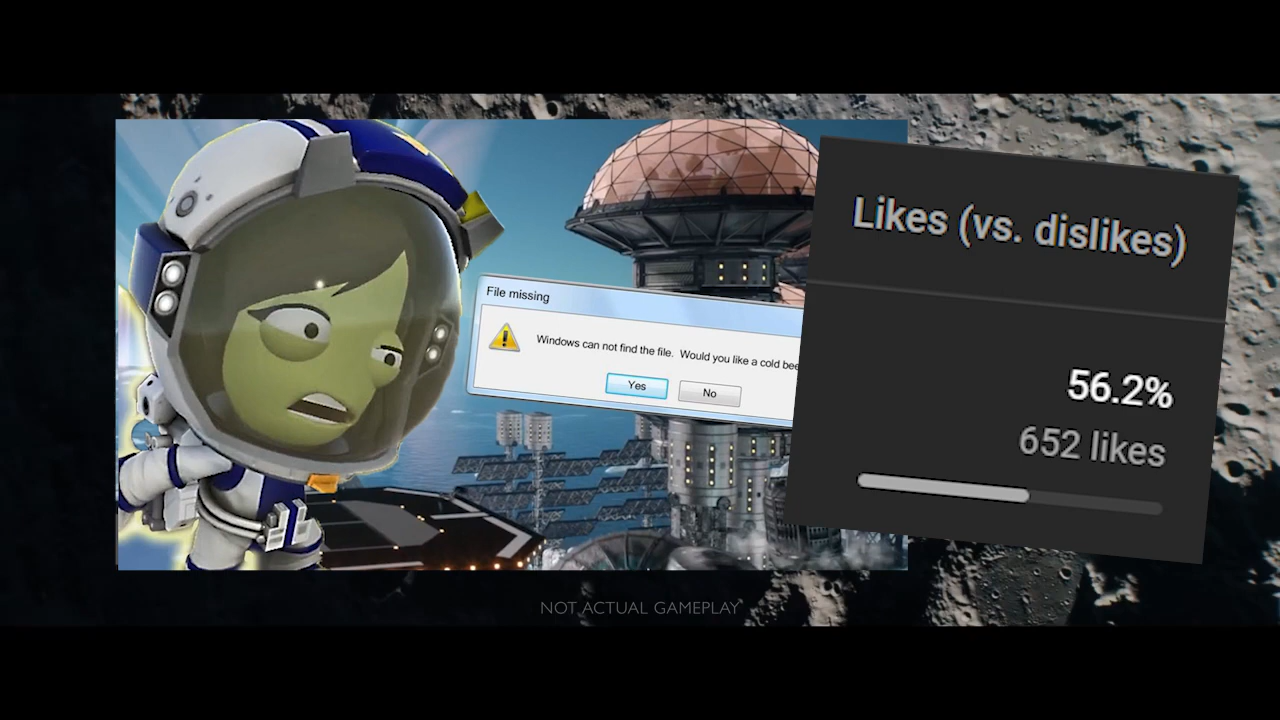 File missing
Windows can not find the file. Would you like a cold bee
Yes
No
Likes (vs. dislikes)
56.2%
652 likes
NOT ACTUAL GAMEPLAY